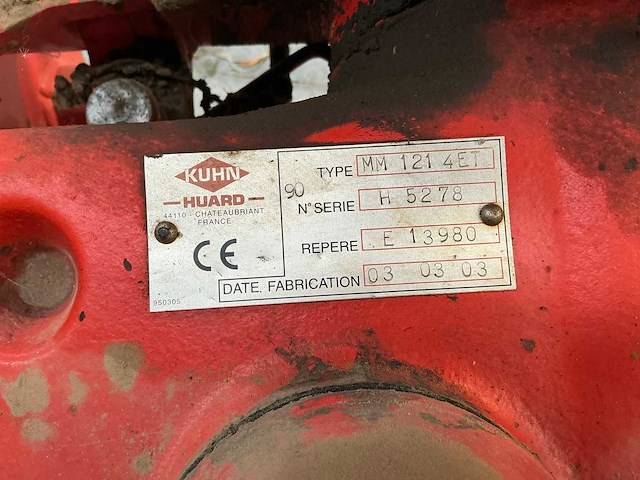 KUHN
HUARD
44110 - CHATEAUBRIANT
FRANCE
CE
950305
90
TYPE MM 121 4ET
N° SERIE H 5278
REPERE E 13980
DATE. FABRICATION 03 03 03